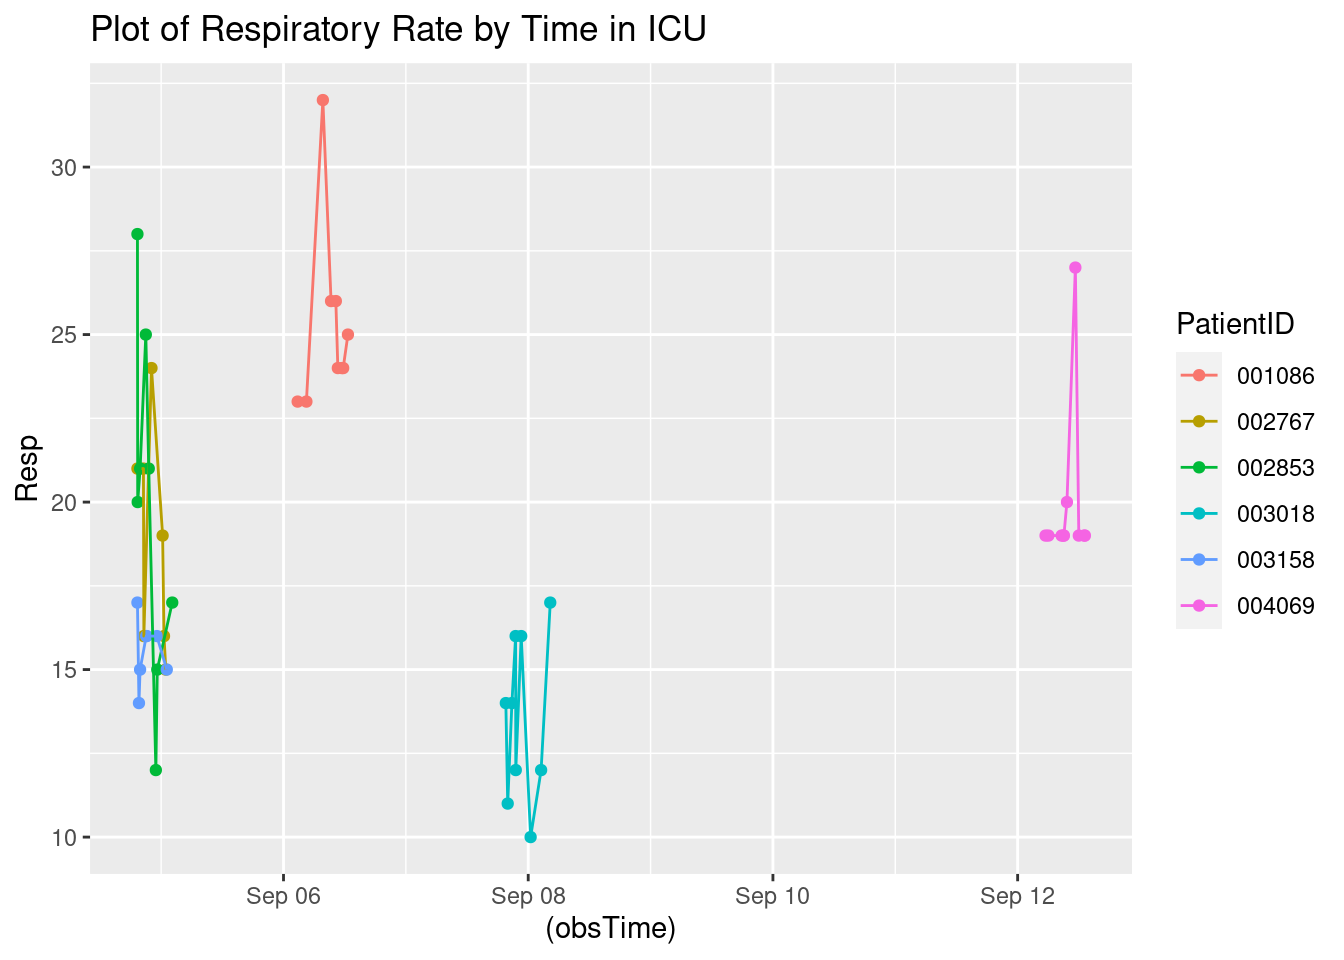 Plot of Respiratory Rate by Time in ICU
Resp
30
25
20
15
10
Sep 06
Sep 08
Sep 10
Sep 12
(obsTime)
PatientID
001086
002767
002853
003018
003158
004069